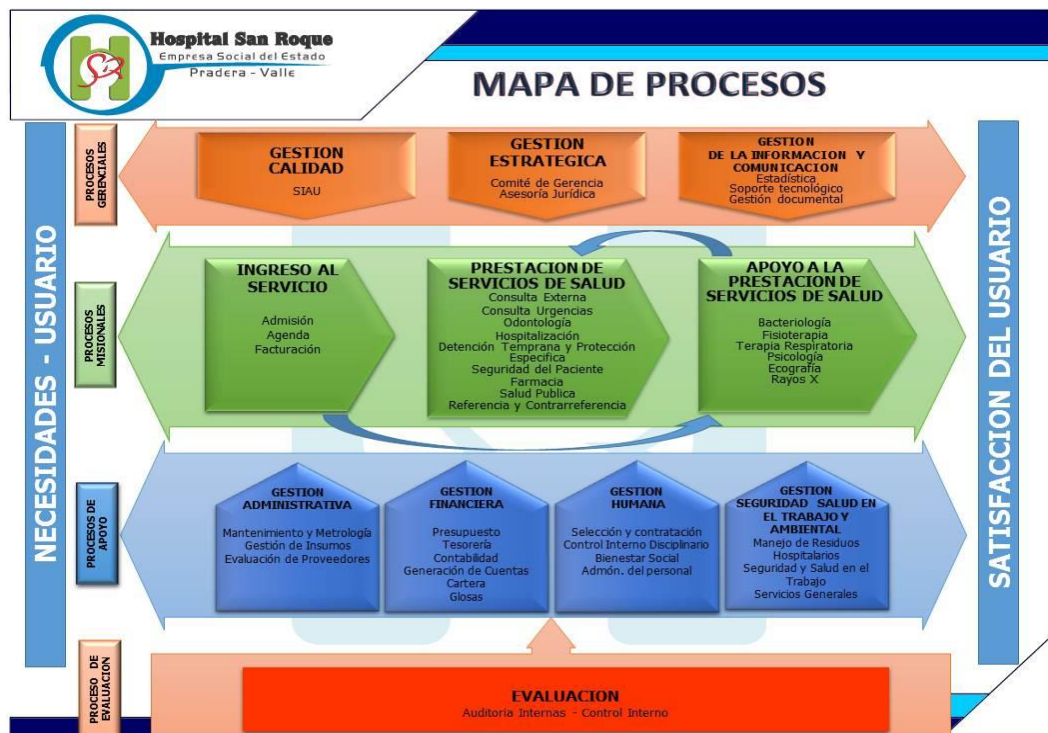 Hospital San Roque
Empresa Social del Estado
Pradera - Valle
MAPA DE PROCESOS
NECESIDADES - USUARIO
PROCESOS
GERENCIALES
GESTION
CALIDAD
SIAU
GESTION
ESTRATEGICA
Comité de Gerencia
Asesoría Jurídica
GESTION
DE LA INFORMACION Y
COMUNICACION
Estadística
Soporte tecnológico
Gestión documental
PROCESOS
MISIONALES
INGRESO AL
SERVICIO
Admisión
Agenda
Facturación
PRESTACION DE
SERVICIOS DE SALUD
Consulta Externa
Consulta Urgencias
Odontología
Hospitalización
Detención Temprana y Protección
Especifica
Seguridad del Paciente
Farmacia
Salud Publica
Referencia y Contrarreferencia
APOYO A LA
PRESTACION DE
SERVICIOS DE SALUD
Bacteriología
Fisioterapia
Terapia Respiratoria
Psicología
Ecografía
Rayos X
PROCESOS DE
APOYO
GESTION
ADMINISTRATIVA
Mantenimiento y Metrología
Gestión de Insumos
Evaluación de Proveedores
GESTION
FINANCIERA
Presupuesto
Tesorería
Contabilidad
Generación de Cuentas
Cartera
Glosas
GESTION
HUMANA
Selección y contratación
Control Interno Disciplinario
Bienestar Social
Admón. del personal
GESTION
SEGURIDAD SALUD EN
EL TRABAJO Y
AMBIENTAL
Manejo de Residuos
Hospitalarios
Seguridad y Salud en el
Trabajo
Servicios Generales
PROCESO DE
EVALUACION
EVALUACION
Auditoria Internas - Control Interno
SATISFACCION DEL USUARIO